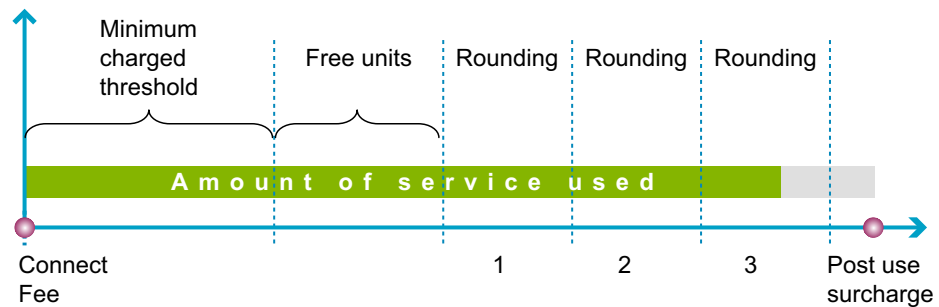 Minimum
charged
threshold
Free units
Rounding
Rounding
Rounding
Amount of service used
Connect
Fee
1
2
3
Post use
surcharge